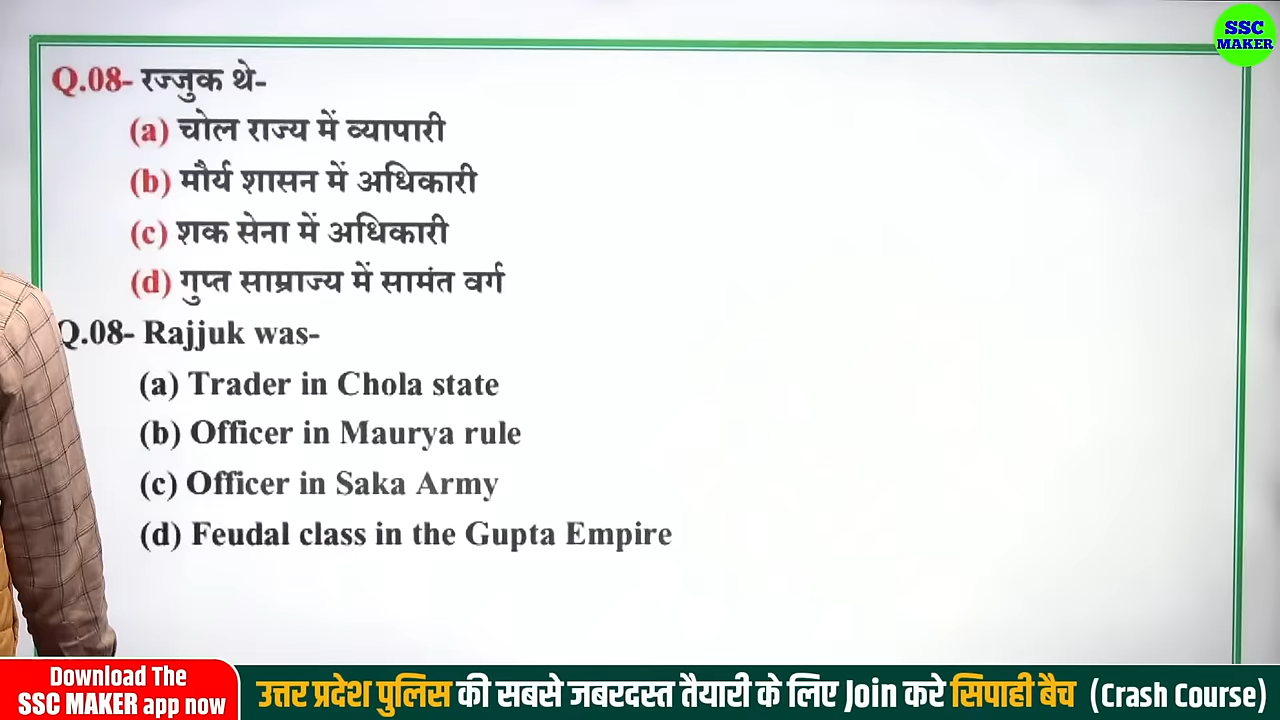 SSC
MAKER
Q.08- रज्जुक थे-
(a) चोल राज्य में व्यापारी
(b) मौर्य शासन में अधिकारी
(c) शक सेना में अधिकारी
(d) गुप्त साम्राज्य में सामंत वर्ग
Q.08- Rajjuk was-
(a) Trader in Chola state
(b) Officer in Maurya rule
(c) Officer in Saka Army
(d) Feudal class in the Gupta Empire
Download The
SSC MAKER app now
उत्तर प्रदेश पुलिस की सबसे जबरदस्त तैयारी के लिए Join करे सिपाही बैच (Crash Course)